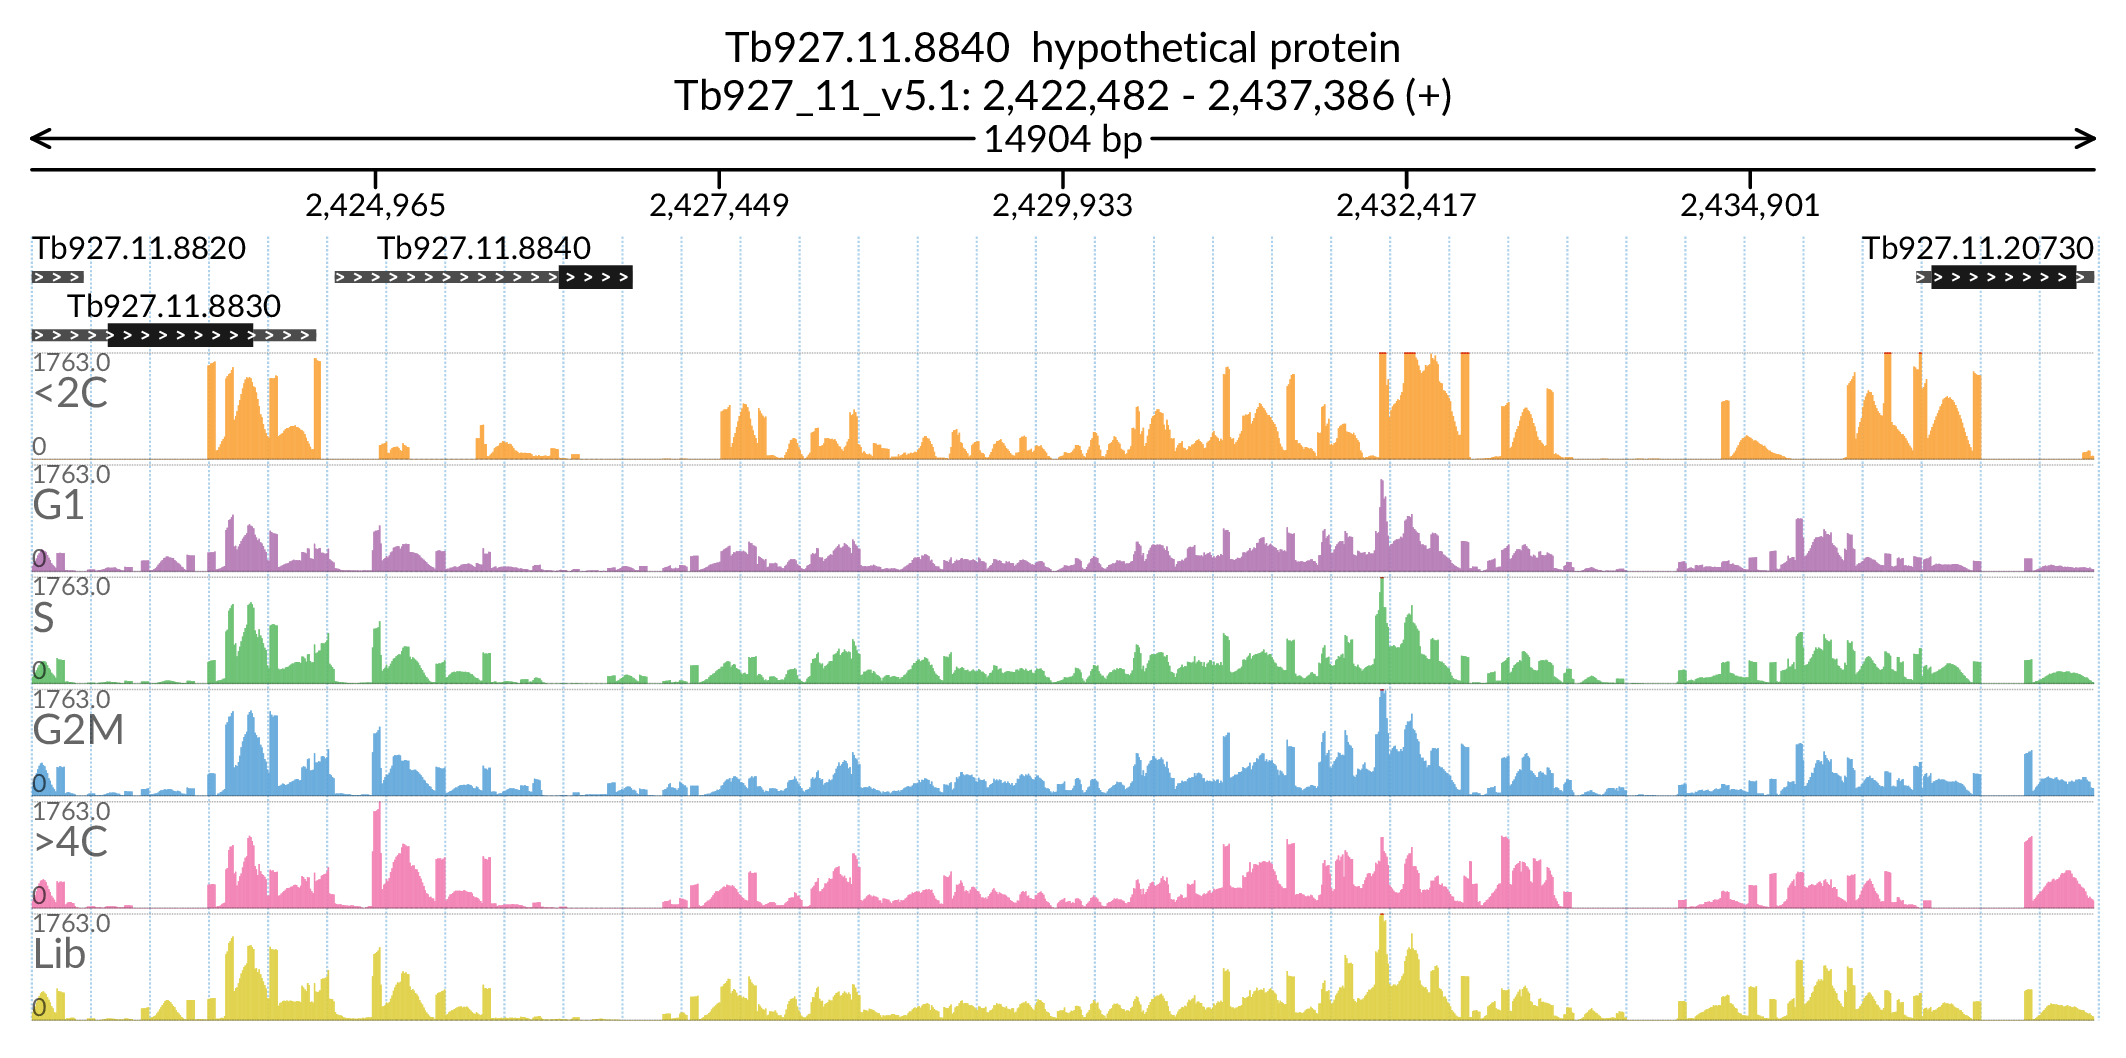 Tb927.11.8840  hypothetical protein
Tb927_11_v5.1: 2,422,482 - 2,437,386 (+)
14904 bp
2,424,965 2,427,449 2,429,933 2,432,417 2,434,901
Tb927.11.8820 Tb927.11.8840 Tb927.11.20730
Tb927.11.8830
1763.0
<2C
0
1763.0
G1
0
1763.0
S
0
1763.0
G2M
0
1763.0
>4C
0
1763.0
Lib
0